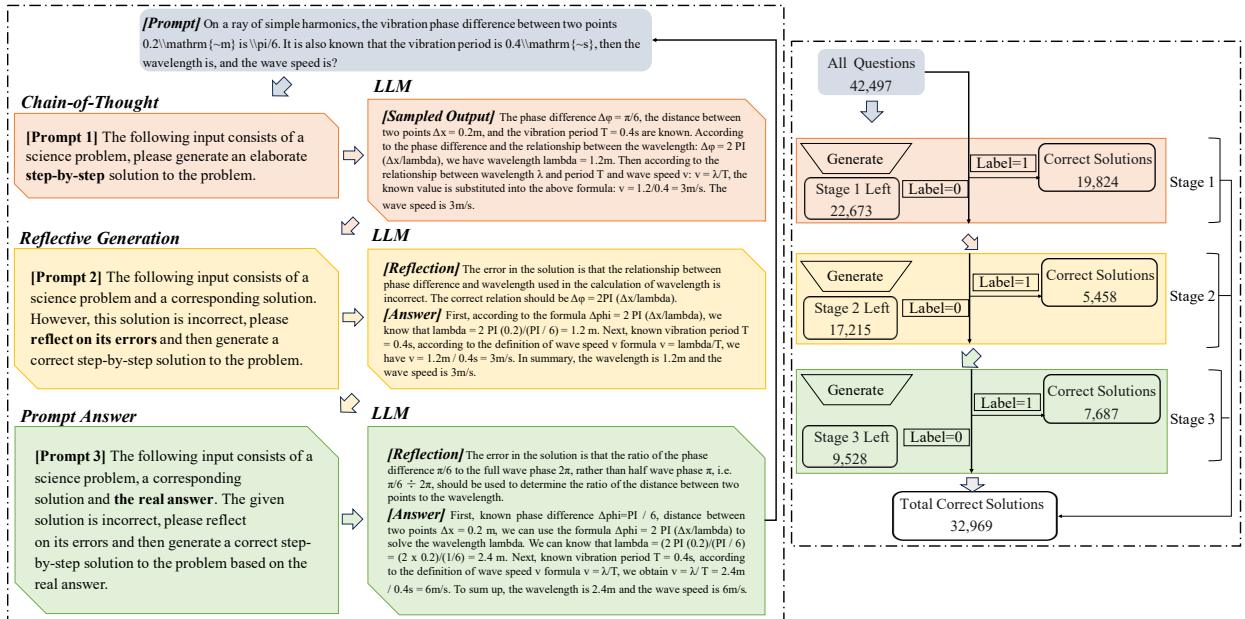 [Prompt] On a ray of simple harmonics, the vibration phase difference between two points
0.2\\mathrm{~m} is \\pi/6. It is also known that the vibration period is 0.4\\mathrm{~s}, then the
wavelength is, and the wave speed is?
Chain-of-Thought
[Prompt 1] The following input consists of a
science problem, please generate an elaborate
step-by-step solution to the problem.
LLM
[Sampled Output] The phase difference Δφ = π/6, the distance between
two points Δx = 0.2m, and the vibration period T = 0.4s are known. According
to the phase difference and the relationship between the wavelength: Δφ = 2 PI
(Δx/lambda), we have wavelength lambda = 1.2m. Then according to the
relationship between wavelength λ and period T and wave speed v: v = λ/T, the
known value is substituted into the above formula: v = 1.2/0.4 = 3m/s. The
wave speed is 3m/s.
Reflective Generation
[Prompt 2] The following input consists of a
science problem and a corresponding solution.
However, this solution is incorrect, please
reflect on its errors and then generate a
correct step-by-step solution to the problem.
LLM
[Reflection] The error in the solution is that the relationship between
phase difference and wavelength used in the calculation of wavelength is
incorrect. The correct relation should be Δφ = 2PI (Δx/lambda).
[Answer] First, according to the formula Δphi = 2 PI (Δx/lambda), we
know that lambda = 2 PI (0.2)/(PI / 6) = 1.2 m. Next, known vibration period T
= 0.4s, according to the definition of wave speed v formula v = lambda/T, we
have v = 1.2m / 0.4s = 3m/s. In summary, the wavelength is 1.2m and the
wave speed is 3m/s.
Prompt Answer
[Prompt 3] The following input consists of a
science problem, a corresponding
solution and the real answer. The given
solution is incorrect, please reflect
on its errors and then generate a correct step-
by-step solution to the problem based on the
real answer.
LLM
[Reflection] The error in the solution is that the ratio of the phase
difference π/6 to the full wave phase 2π, rather than half wave phase π, i.e.
π/6 ÷ 2π, should be used to determine the ratio of the distance between two
points to the wavelength.
[Answer] First, known phase difference Δphi=PI / 6, distance between
two points Δx = 0.2 m, we can use the formula Δphi = 2 PI (Δx/lambda) to
solve the wavelength lambda. We can know that lambda = (2 PI (0.2)/(PI / 6)
= (2 x 0.2)/(1/6) = 2.4 m. Next, known vibration period T = 0.4s, according
to the definition of wave speed v formula v = λ/T, we obtain v = λ/ T = 2.4m
/ 0.4s = 6m/s. To sum up, the wavelength is 2.4m and the wave speed is 6m/s.
All Questions
42,497
Generate
Label=1
Correct Solutions
19,824
Stage 1 Left
22,673
Label=0
Stage 1
Generate
Label=1
Correct Solutions
5,458
Stage 2 Left
17,215
Label=0
Stage 2
Generate
Label=1
Correct Solutions
7,687
Stage 3 Left
9,528
Label=0
Stage 3
Total Correct Solutions
32,969